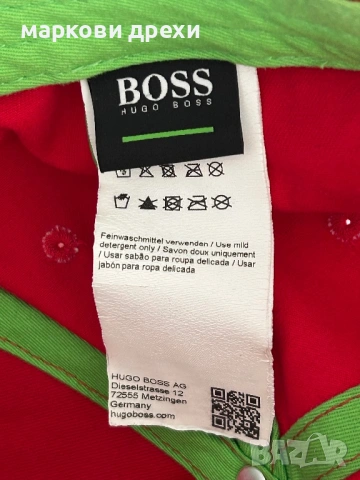 маркови дрехи
BOSS
HUGO BOSS
Feinwaschmittel verwenden / Use mild
detergent only / Savon doux uniquement
/ Usar sabão para roupa delicada / Usar
jabón para ropa delicada
HUGO BOSS AG
Dieselstrasse 12
72555 Metzingen
Germany
hugoboss.com
BAZAR